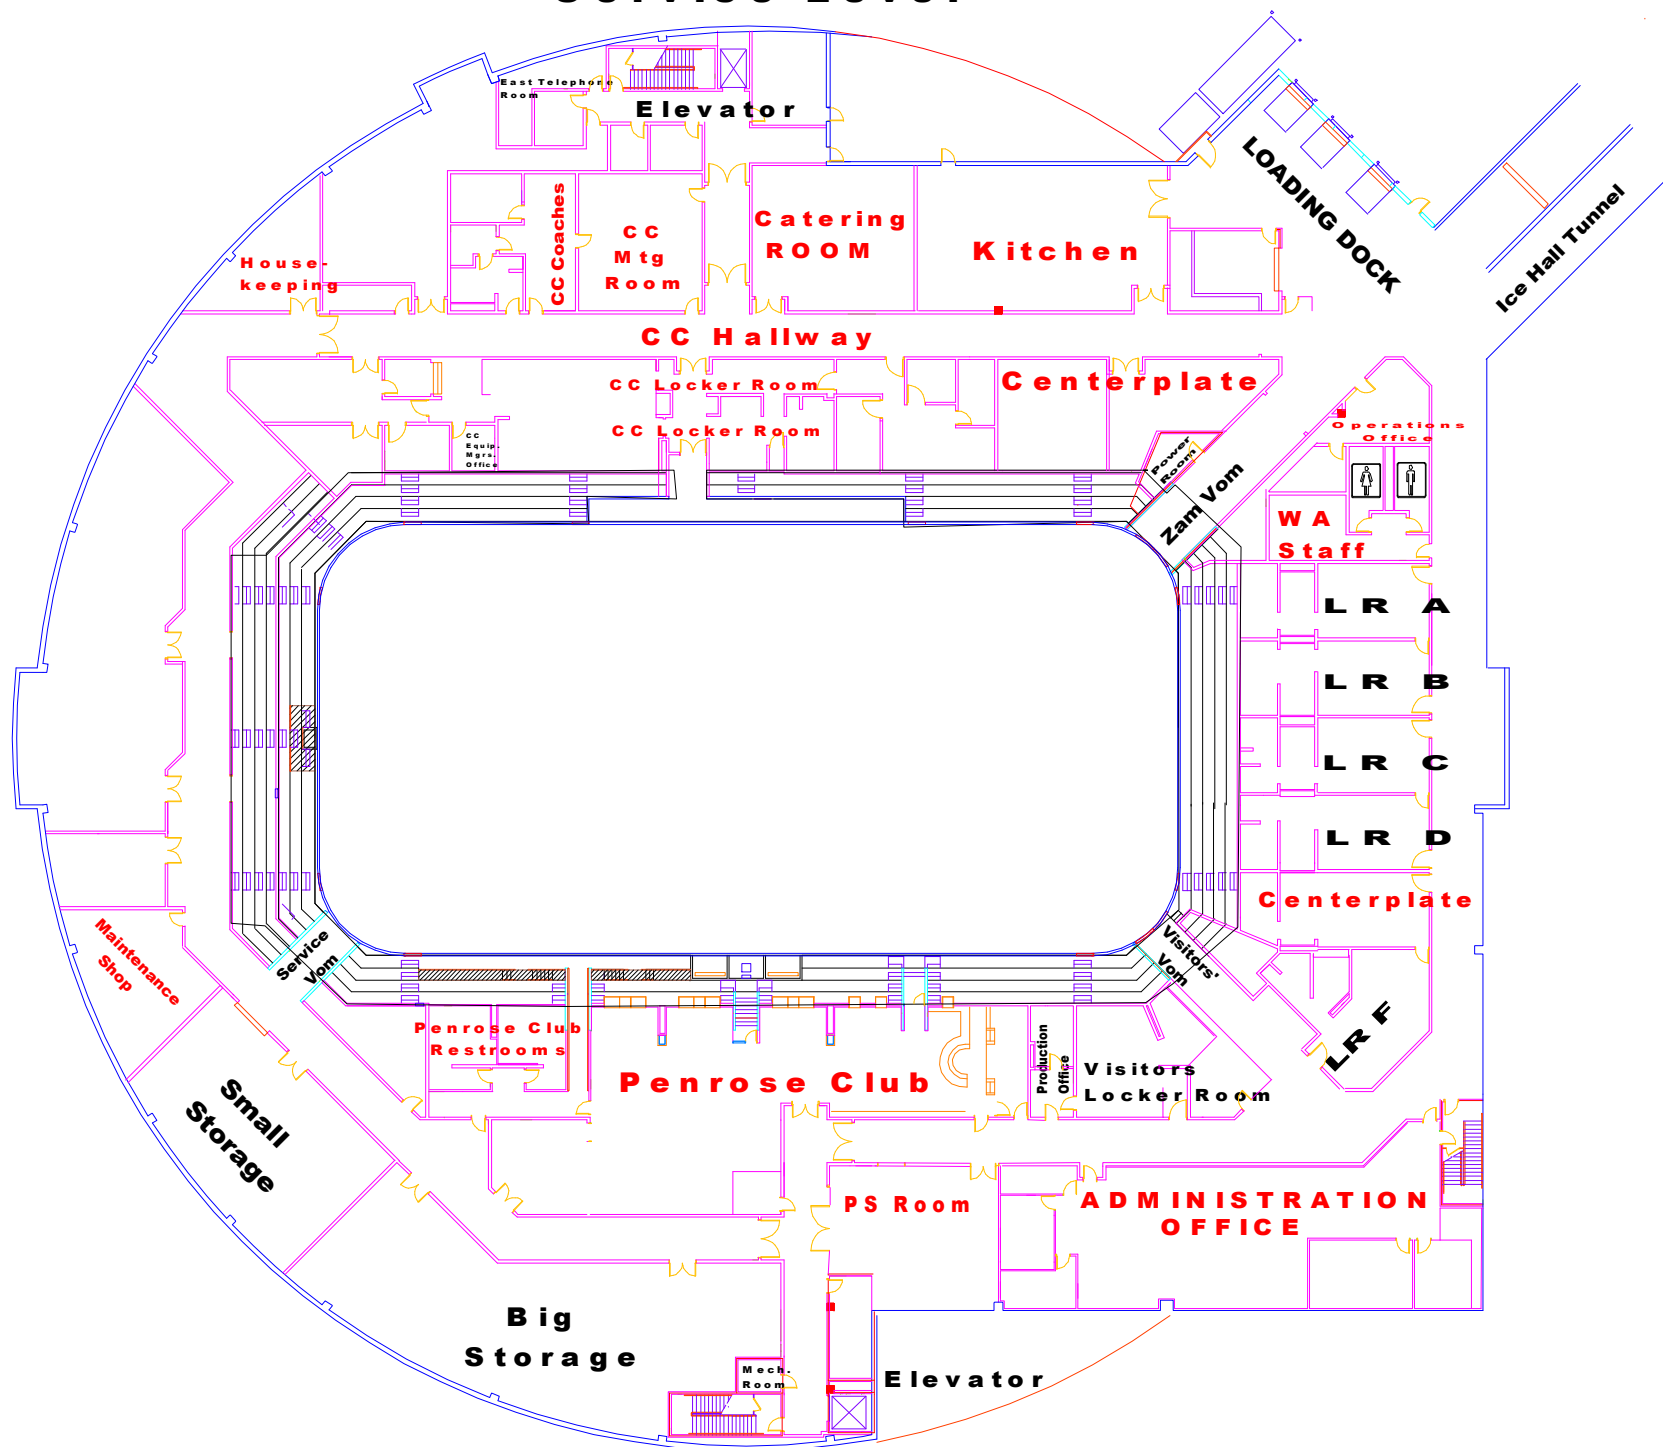 Service Level
East Telephone
Room
Elevator
LOADING DOCK
Ice Hall Tunnel
CC Coaches
CC
Mtg
Room
Catering
ROOM
Kitchen
House-
keeping
CC Hallway
CC Locker Room
CC Locker Room
Centerplate
CC
Equip.
Mgrs.
Office
Power
Room
Zam Vom
Operations
Office
WA
Staff
LR A
LR B
LR C
LR D
Centerplate
Maintenance
Shop
Service
Vom
Visitors'
Vom
LR F
Penrose Club
Restrooms
Penrose Club
Production
Office
Visitors
Locker Room
Small
Storage
PS Room
ADMINISTRATION
OFFICE
Big
Storage
Mech.
Room
Elevator